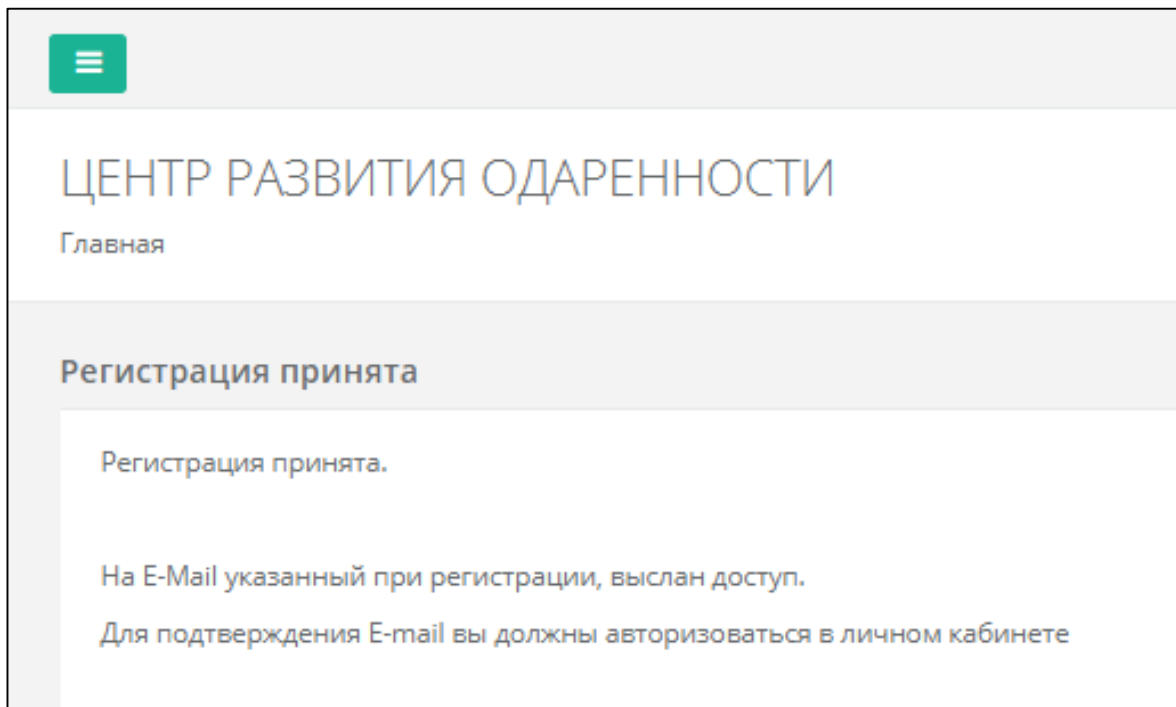 ЦЕНТР РАЗВИТИЯ ОДАРЕННОСТИ
Главная
Регистрация принята
Регистрация принята.
На E-Mail указанный при регистрации, выслан доступ.
Для подтверждения E-mail вы должны авторизоваться в личном кабинете